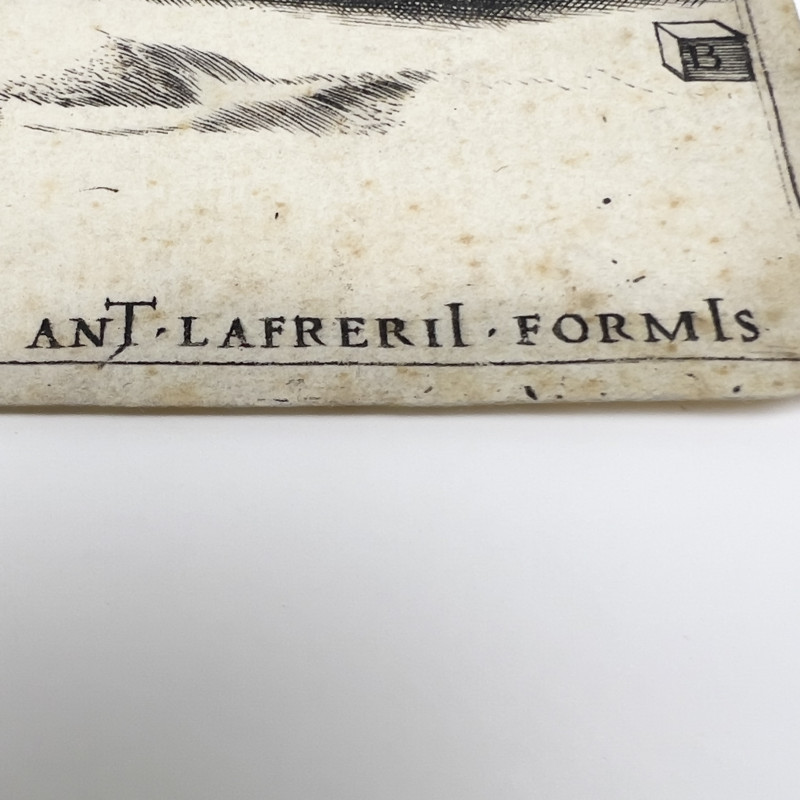 B
ANT · LAFRERII · FORMIS